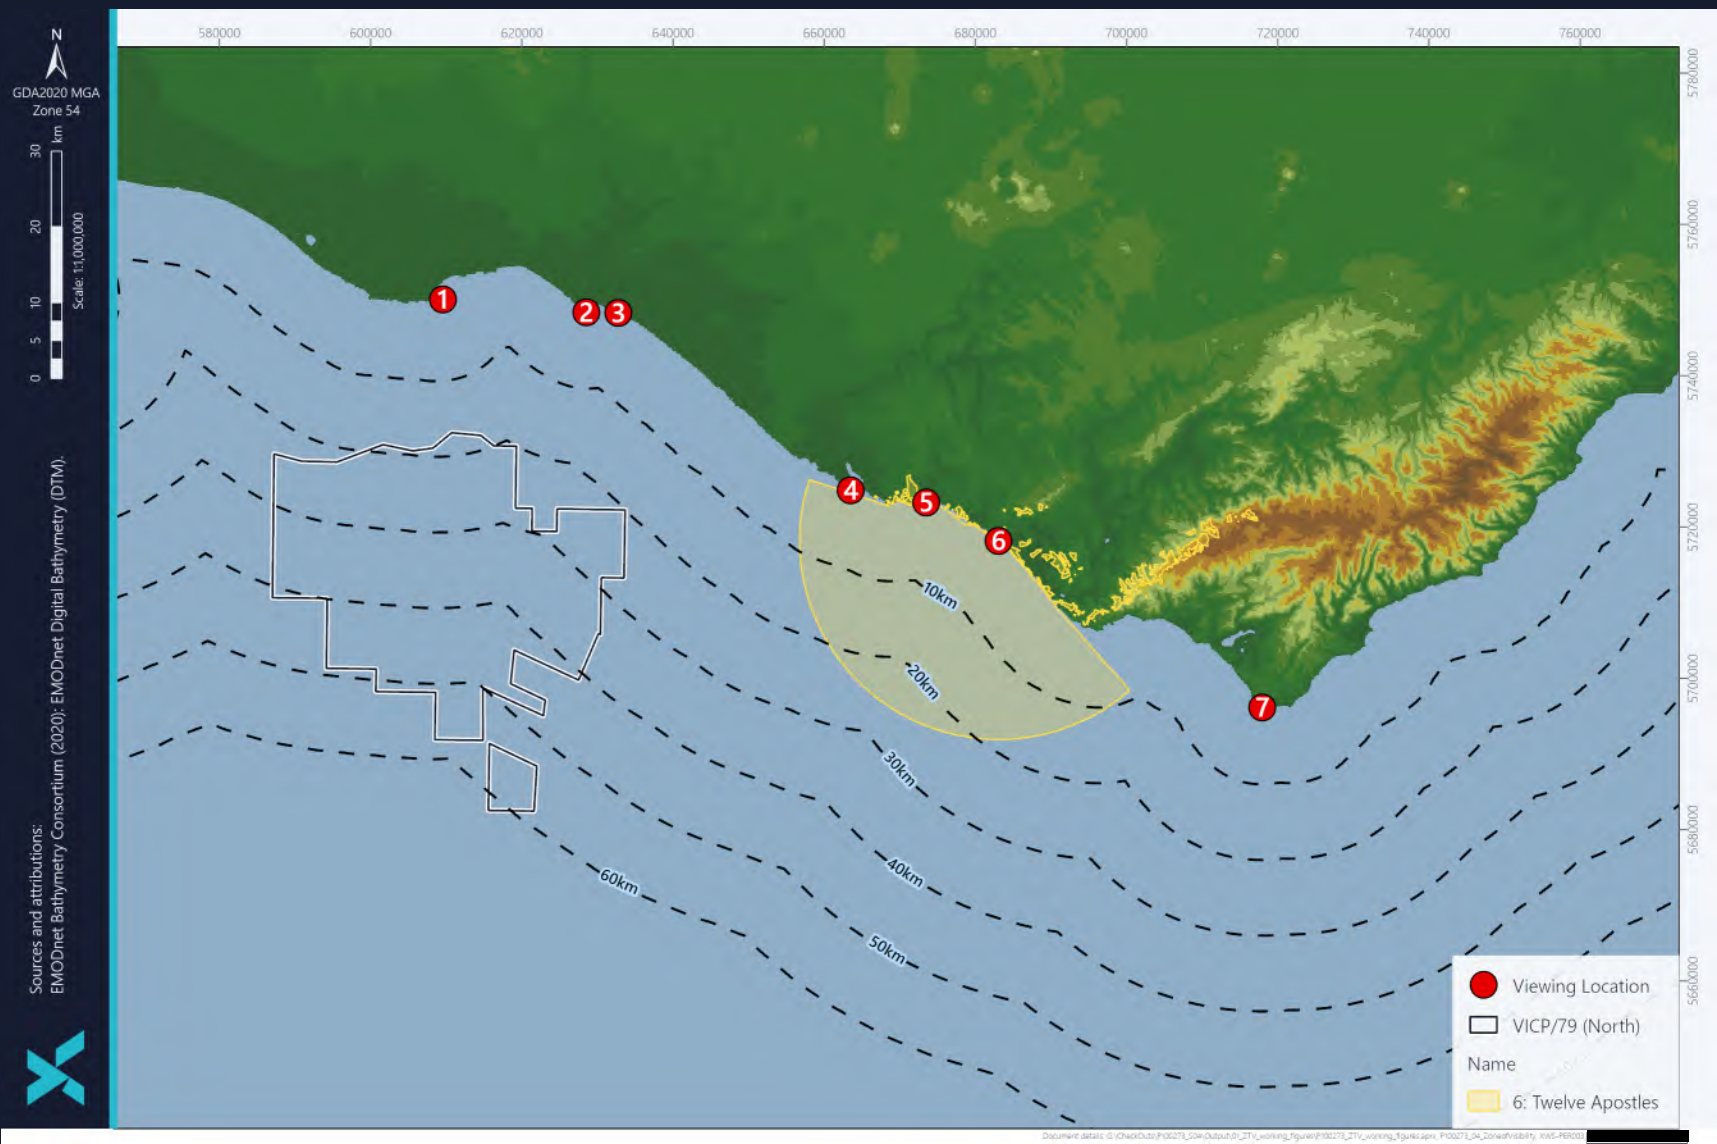 N
GDA2020 MGA
Zone 54
km
30
20
10
5
0
Scale: 1:1,000,000
Sources and attributions:
EMODnet Bathymetry Consortium (2020): EMODnet Digital Bathymetry (DTM).
580000 600000 620000 640000 660000 680000 700000 720000 740000 760000
5780000
5760000
5740000
5720000
5700000
5680000
5660000
1
2
3
4
5
6
7
10km
20km
30km
40km
50km
60km
Viewing Location
VICP/79 (North)
Name
6: Twelve Apostles